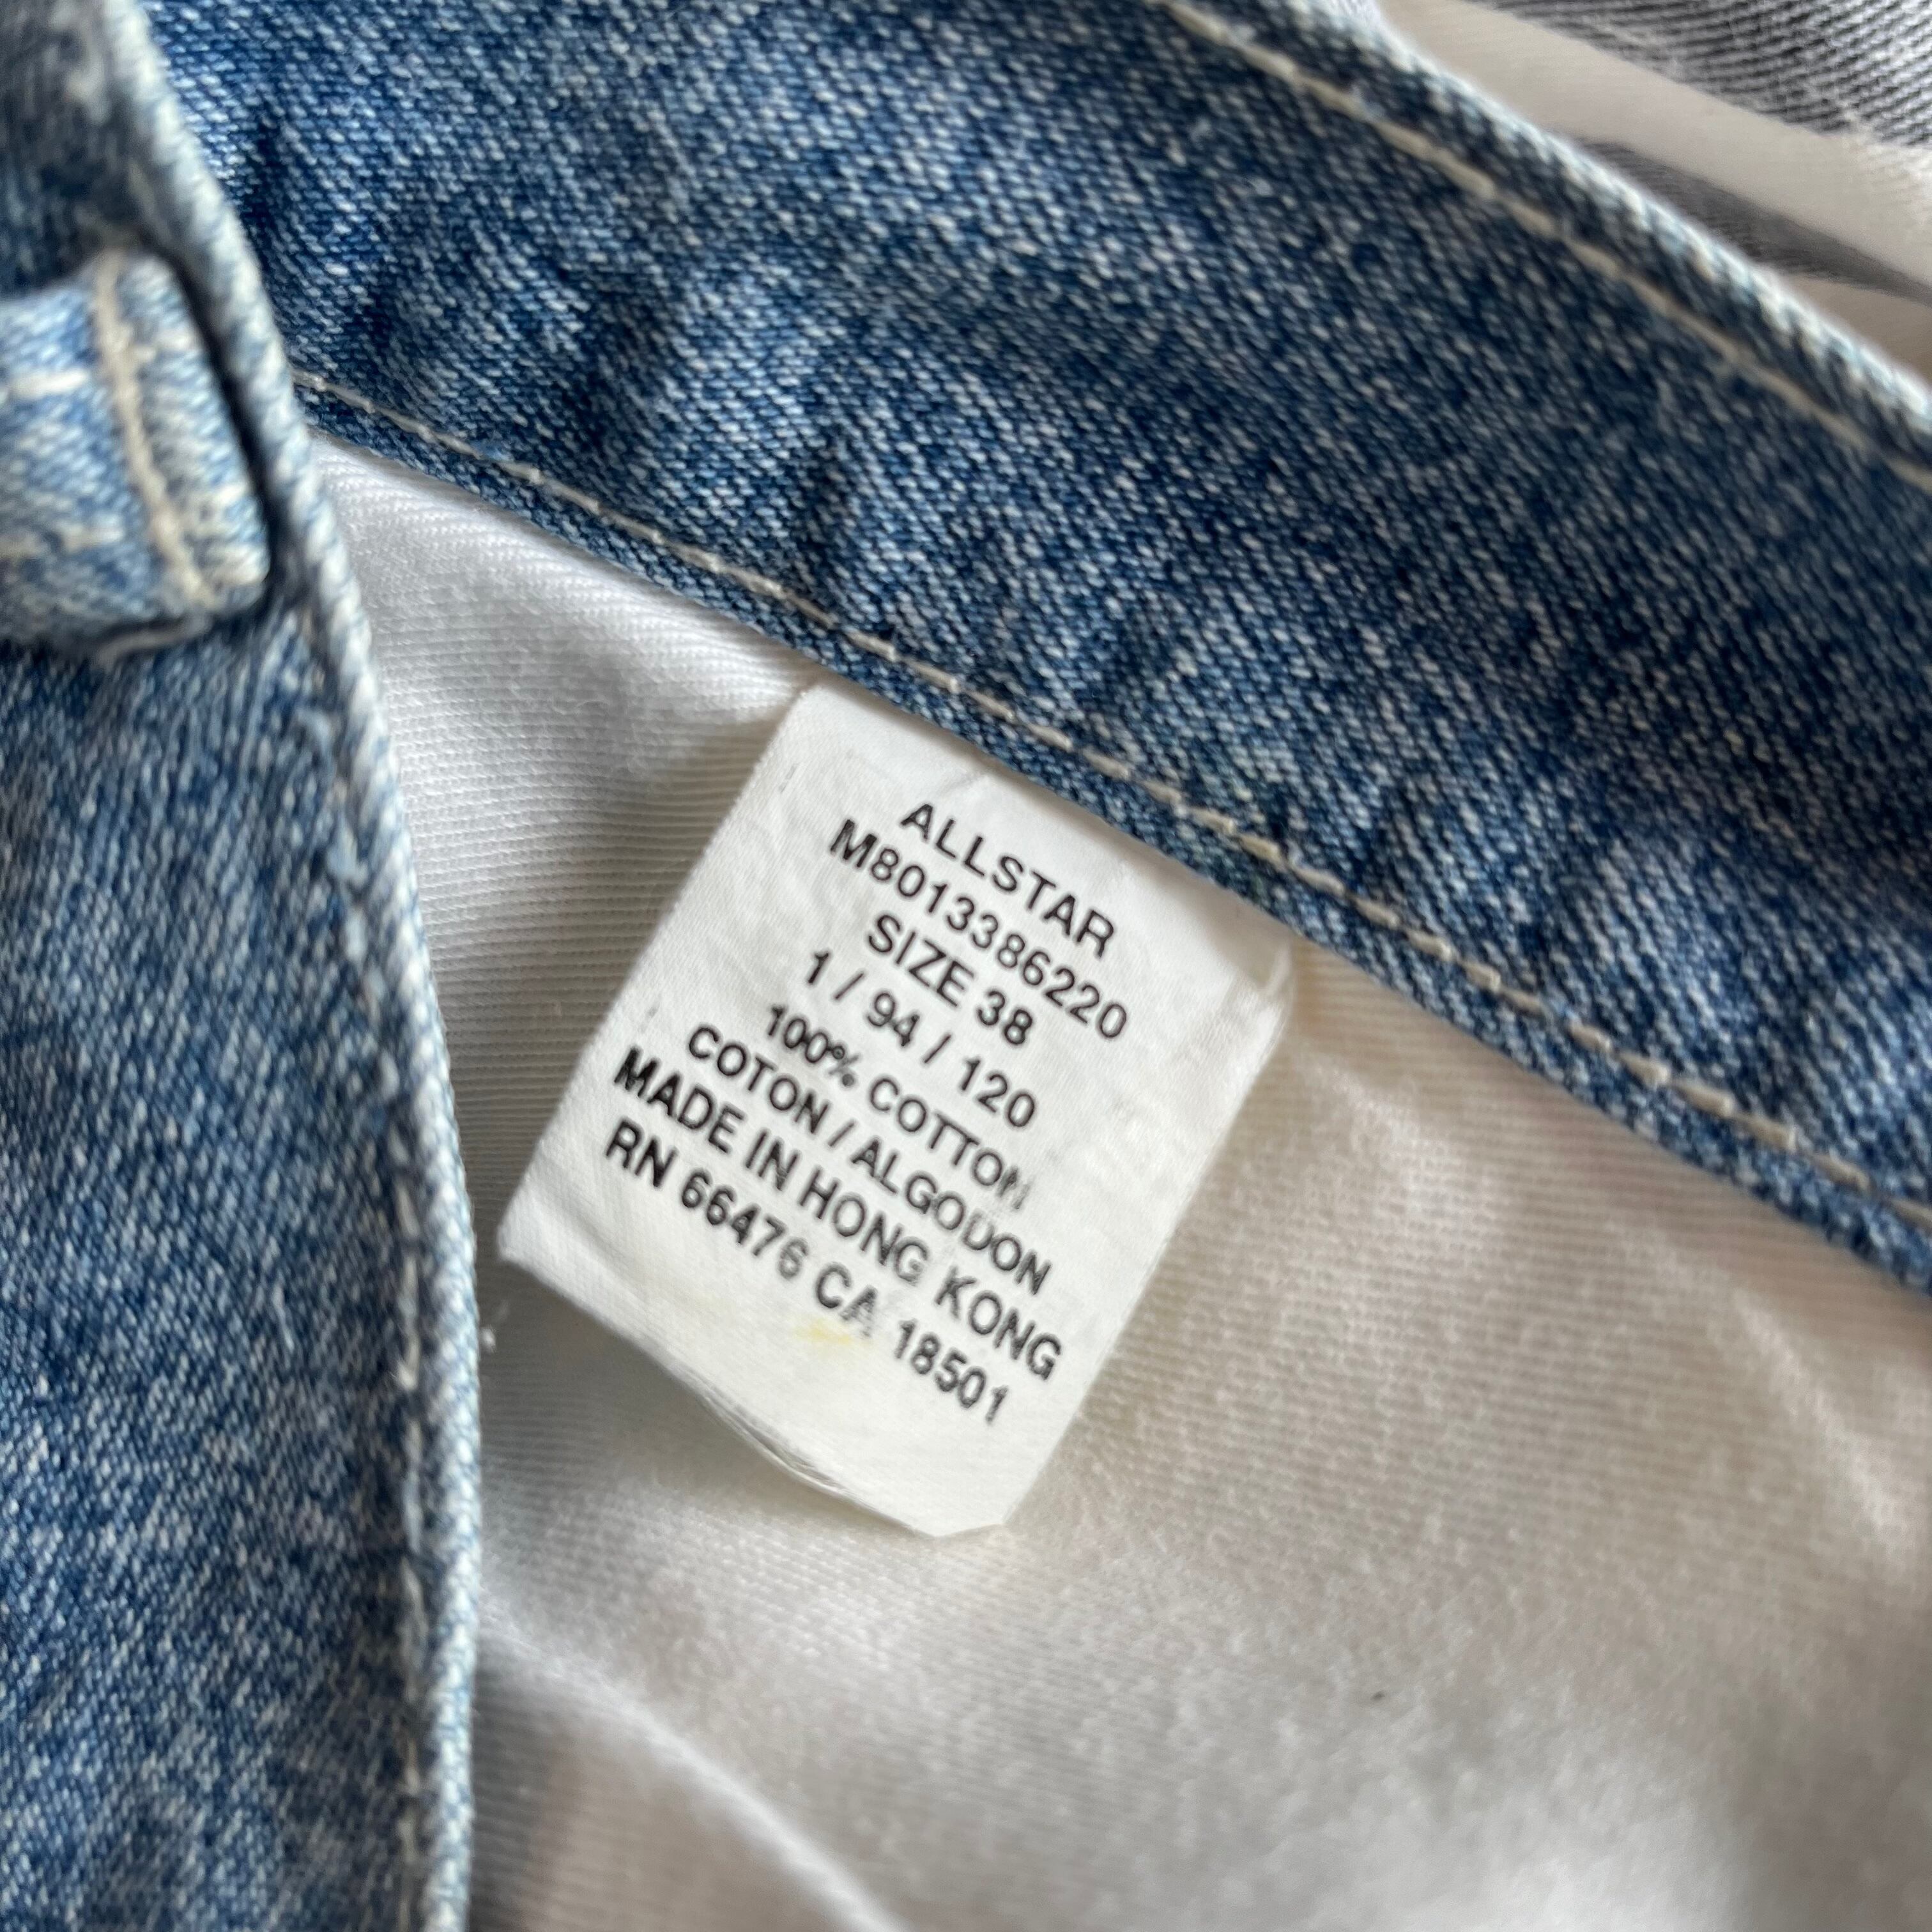 ALLSTAR
M8013386220
SIZE 38
1 / 94 / 120
100% COTTON
COTON / ALGODON
MADE IN HONG KONG
RN 66476 CA 18501